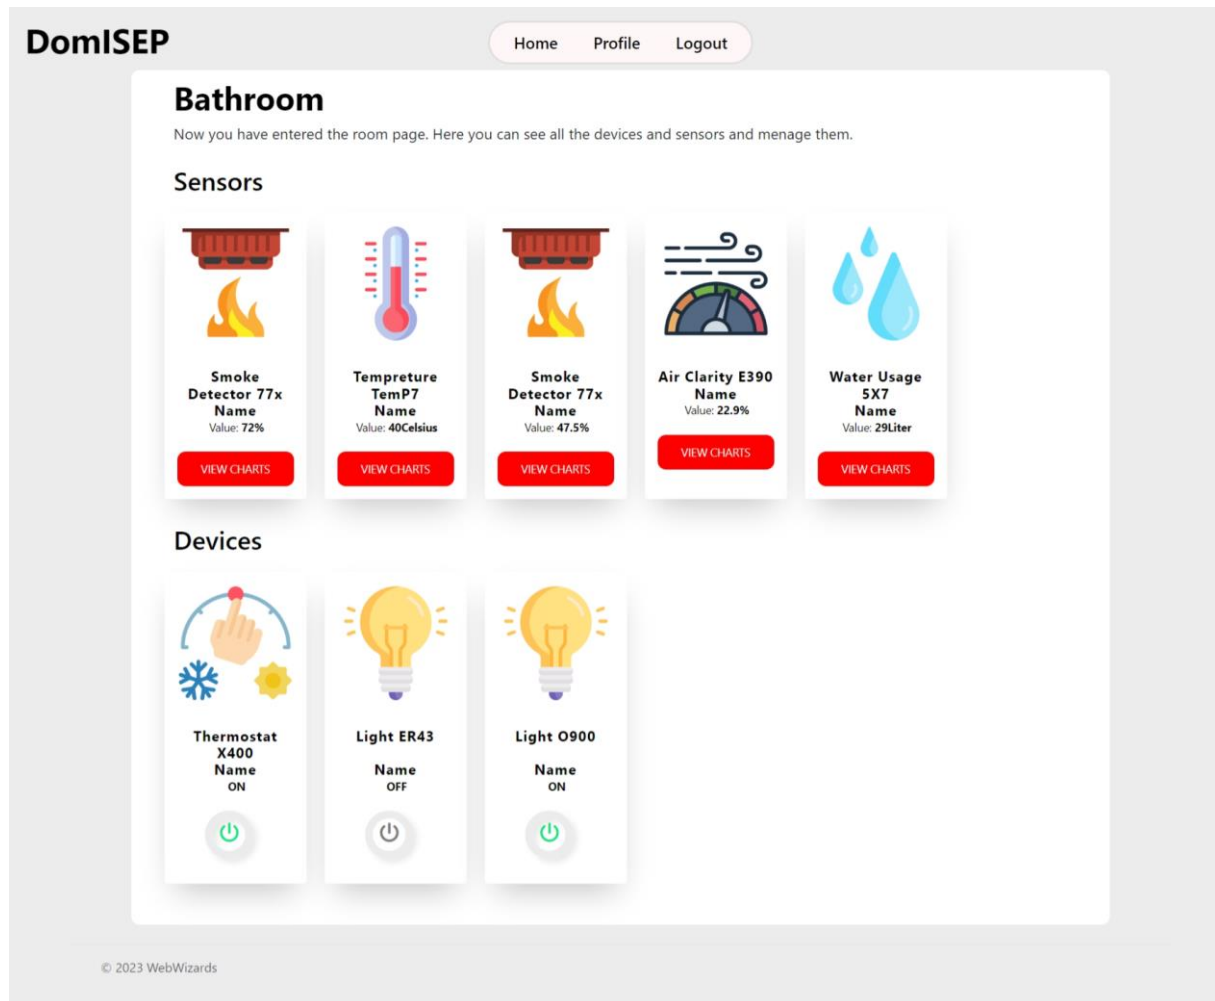 DomISEP
Home Profile Logout
Bathroom
Now you have entered the room page. Here you can see all the devices and sensors and menage them.
Sensors
Smoke
Detector 77x
Name
Value: 72%
VIEW CHARTS
Tempreture
TemP7
Name
Value: 40Celsius
VIEW CHARTS
Smoke
Detector 77x
Name
Value: 47.5%
VIEW CHARTS
Air Clarity E390
Name
Value: 22.9%
VIEW CHARTS
Water Usage
5X7
Name
Value: 29Liter
VIEW CHARTS
Devices
Thermostat
X400
Name
ON
Light ER43
Name
OFF
Light O900
Name
ON
© 2023 WebWizards